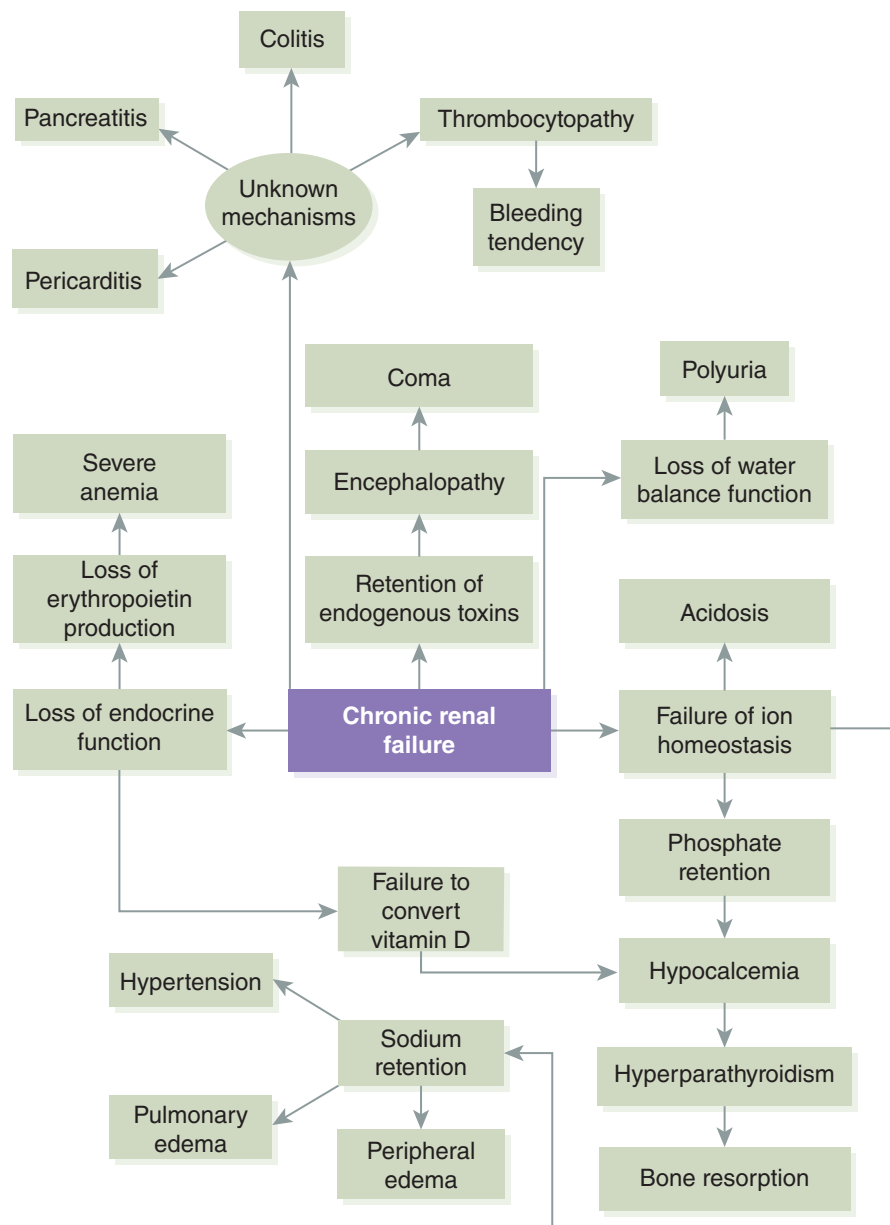 Colitis
Pancreatitis
Thrombocytopathy
Unknown
mechanisms
Bleeding
tendency
Pericarditis
Coma
Polyuria
Severe
anemia
Encephalopathy
Loss of water
balance function
Loss of
erythropoietin
production
Retention of
endogenous toxins
Acidosis
Loss of endocrine
function
Chronic renal
failure
Failure of ion
homeostasis
Phosphate
retention
Failure to
convert
vitamin D
Hypocalcemia
Hypertension
Sodium
retention
Hyperparathyroidism
Pulmonary
edema
Peripheral
edema
Bone resorption